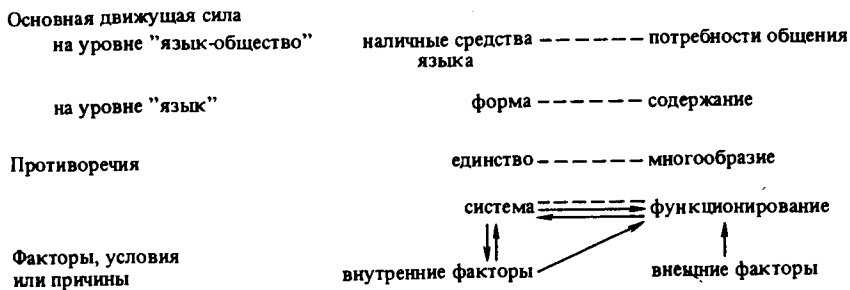 Основная движущая сила
на уровне "язык-общество" наличные средства языка потребности общения
на уровне "язык" форма содержание
Противоречия единство многообразие
система функционирование
Факторы, условия или причины внутренние факторы внешние факторы